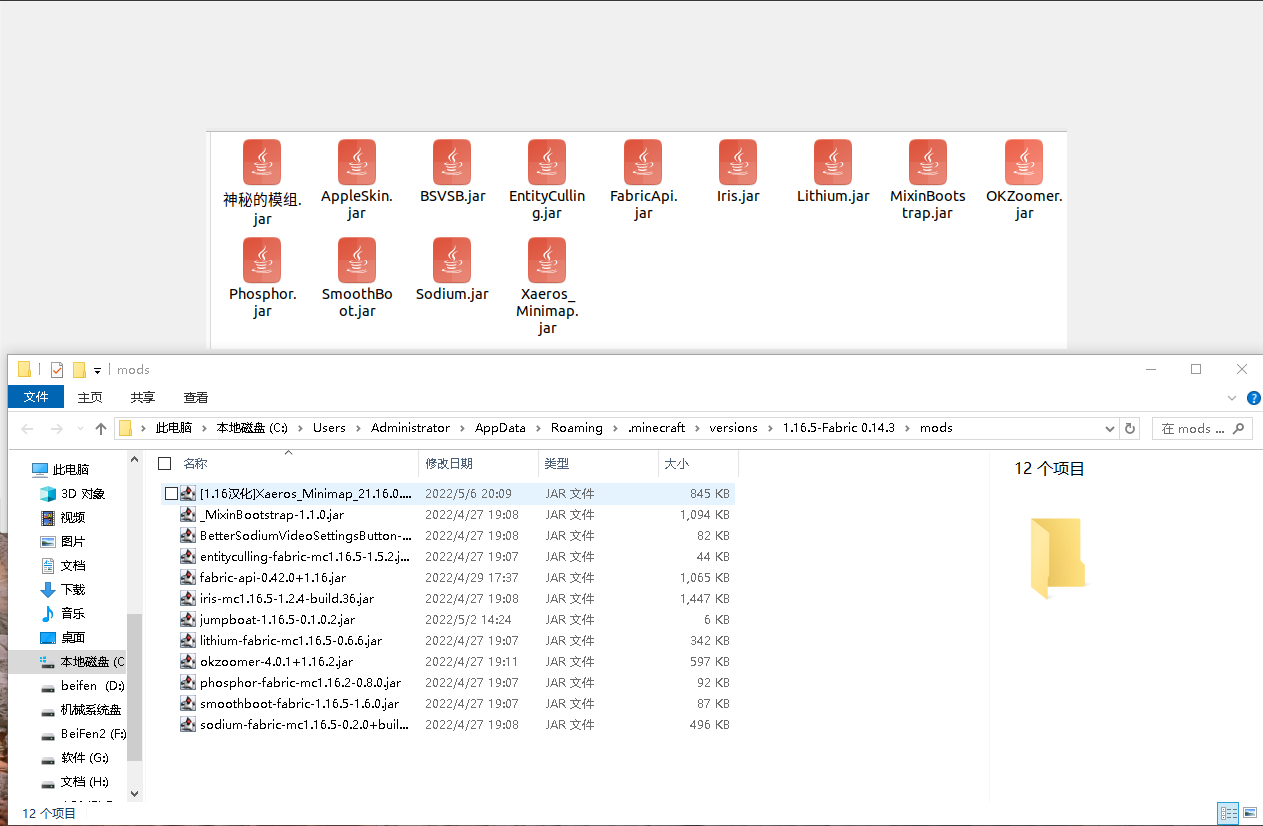 神秘的模组.
jar
AppleSkin.
jar
BSVSB.jar
EntityCullin
g.jar
FabricApi.
jar
Iris.jar
Lithium.jar
MixinBoots
trap.jar
OKZoomer.
jar
Phosphor.
jar
SmoothBo
ot.jar
Sodium.jar
Xaeros_
Minimap.
jar
mods
文件 主页 共享 查看
此电脑 本地磁盘 (C:) Users Administrator AppData Roaming .minecraft versions 1.16.5-Fabric 0.14.3 mods 在 mods ...
此电脑
3D 对象
视频
图片
文档
下载
音乐
桌面
本地磁盘 (C
beifen (D:)
机械系统盘
BeiFen2 (F:)
软件 (G:)
文档 (H:)
名称 修改日期 类型 大小
[1.16汉化]Xaeros_Minimap_21.16.0.... 2022/5/6 20:09 JAR 文件 845 KB
_MixinBootstrap-1.1.0.jar 2022/4/27 19:08 JAR 文件 1,094 KB
BetterSodiumVideoSettingsButton-... 2022/4/27 19:08 JAR 文件 82 KB
entityculling-fabric-mc1.16.5-1.5.2.j... 2022/4/27 19:07 JAR 文件 44 KB
fabric-api-0.42.0+1.16.jar 2022/4/29 17:37 JAR 文件 1,065 KB
iris-mc1.16.5-1.2.4-build.36.jar 2022/4/27 19:08 JAR 文件 1,447 KB
jumpboat-1.16.5-0.1.0.2.jar 2022/5/2 14:24 JAR 文件 6 KB
lithium-fabric-mc1.16.5-0.6.6.jar 2022/4/27 19:07 JAR 文件 342 KB
okzoomer-4.0.1+1.16.2.jar 2022/4/27 19:11 JAR 文件 597 KB
phosphor-fabric-mc1.16.2-0.8.0.jar 2022/4/27 19:07 JAR 文件 92 KB
smoothboot-fabric-1.16.5-1.6.0.jar 2022/4/27 19:07 JAR 文件 87 KB
sodium-fabric-mc1.16.5-0.2.0+buil... 2022/4/27 19:08 JAR 文件 496 KB
12 个项目
12 个项目